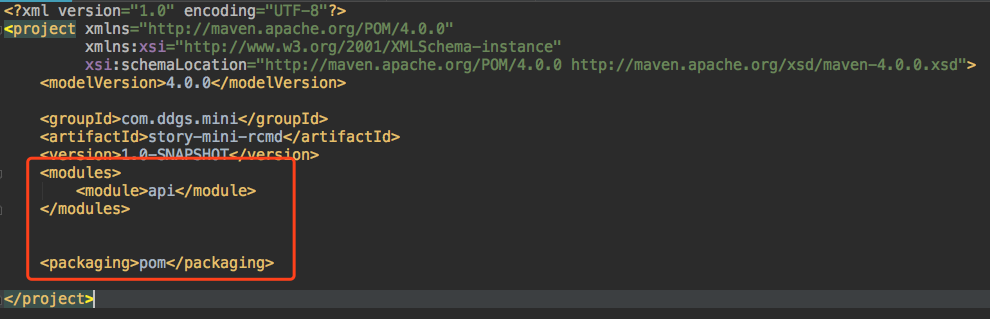 <?xml version="1.0" encoding="UTF-8"?>
<project xmlns="http://maven.apache.org/POM/4.0.0"
         xmlns:xsi="http://www.w3.org/2001/XMLSchema-instance"
         xsi:schemaLocation="http://maven.apache.org/POM/4.0.0 http://maven.apache.org/xsd/maven-4.0.0.xsd">
    <modelVersion>4.0.0</modelVersion>
    <groupId>com.ddgs.mini</groupId>
    <artifactId>story-mini-rcmd</artifactId>
    <version>1.0-SNAPSHOT</version>
    <modules>
        <module>api</module>
    </modules>
    <packaging>pom</packaging>
</project>